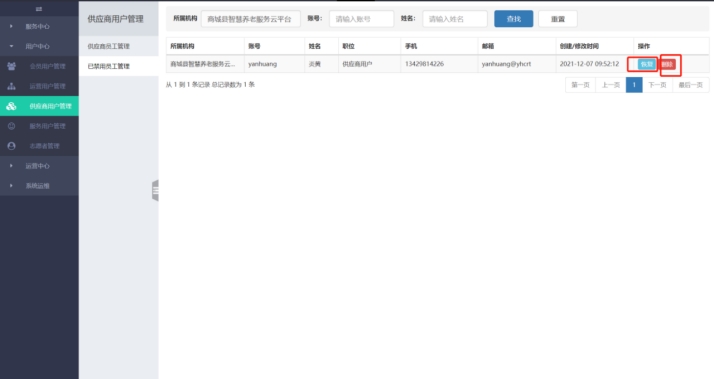 服务中心
用户中心
会员用户管理
运营用户管理
供应商用户管理
服务用户管理
志愿者管理
运营中心
系统运维
供应商用户管理
供应商员工管理
已禁用员工管理
所属机构 商城县智慧养老服务云平台 账号: 请输入账号 姓名: 请输入姓名 查找 重置
所属机构 账号 姓名 职位 手机 邮箱 创建/修改时间 操作
商城县智慧养老服务云... yanhuang 炎黄 供应商用户 13429814226 yanhuang@yhcrt 2021-12-07 09:52:12 恢复 删除
从 1 到 1 条记录 总记录数为 1 条
第一页 上一页 1 下一页 最后一页